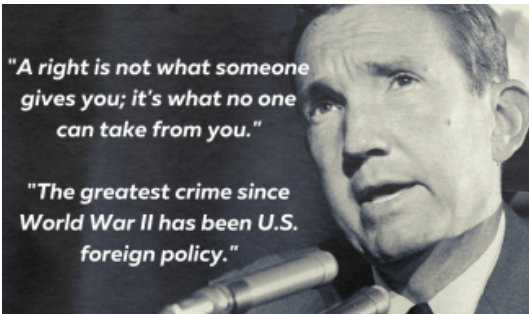 "A right is not what someone
gives you; it's what no one
can take from you."
"The greatest crime since
World War II has been U.S.
foreign policy."